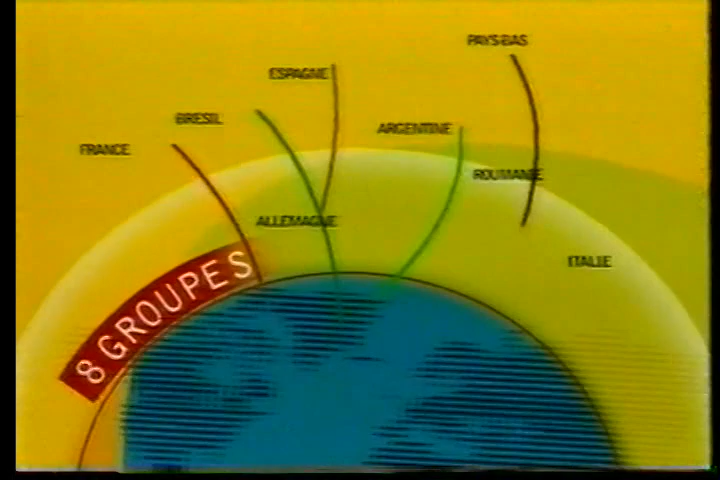 PAYS-BAS
ESPAGNE
BRESIL
ARGENTINE
FRANCE
ROUMANIE
ALLEMAGNE
8 GROUPES
ITALIE